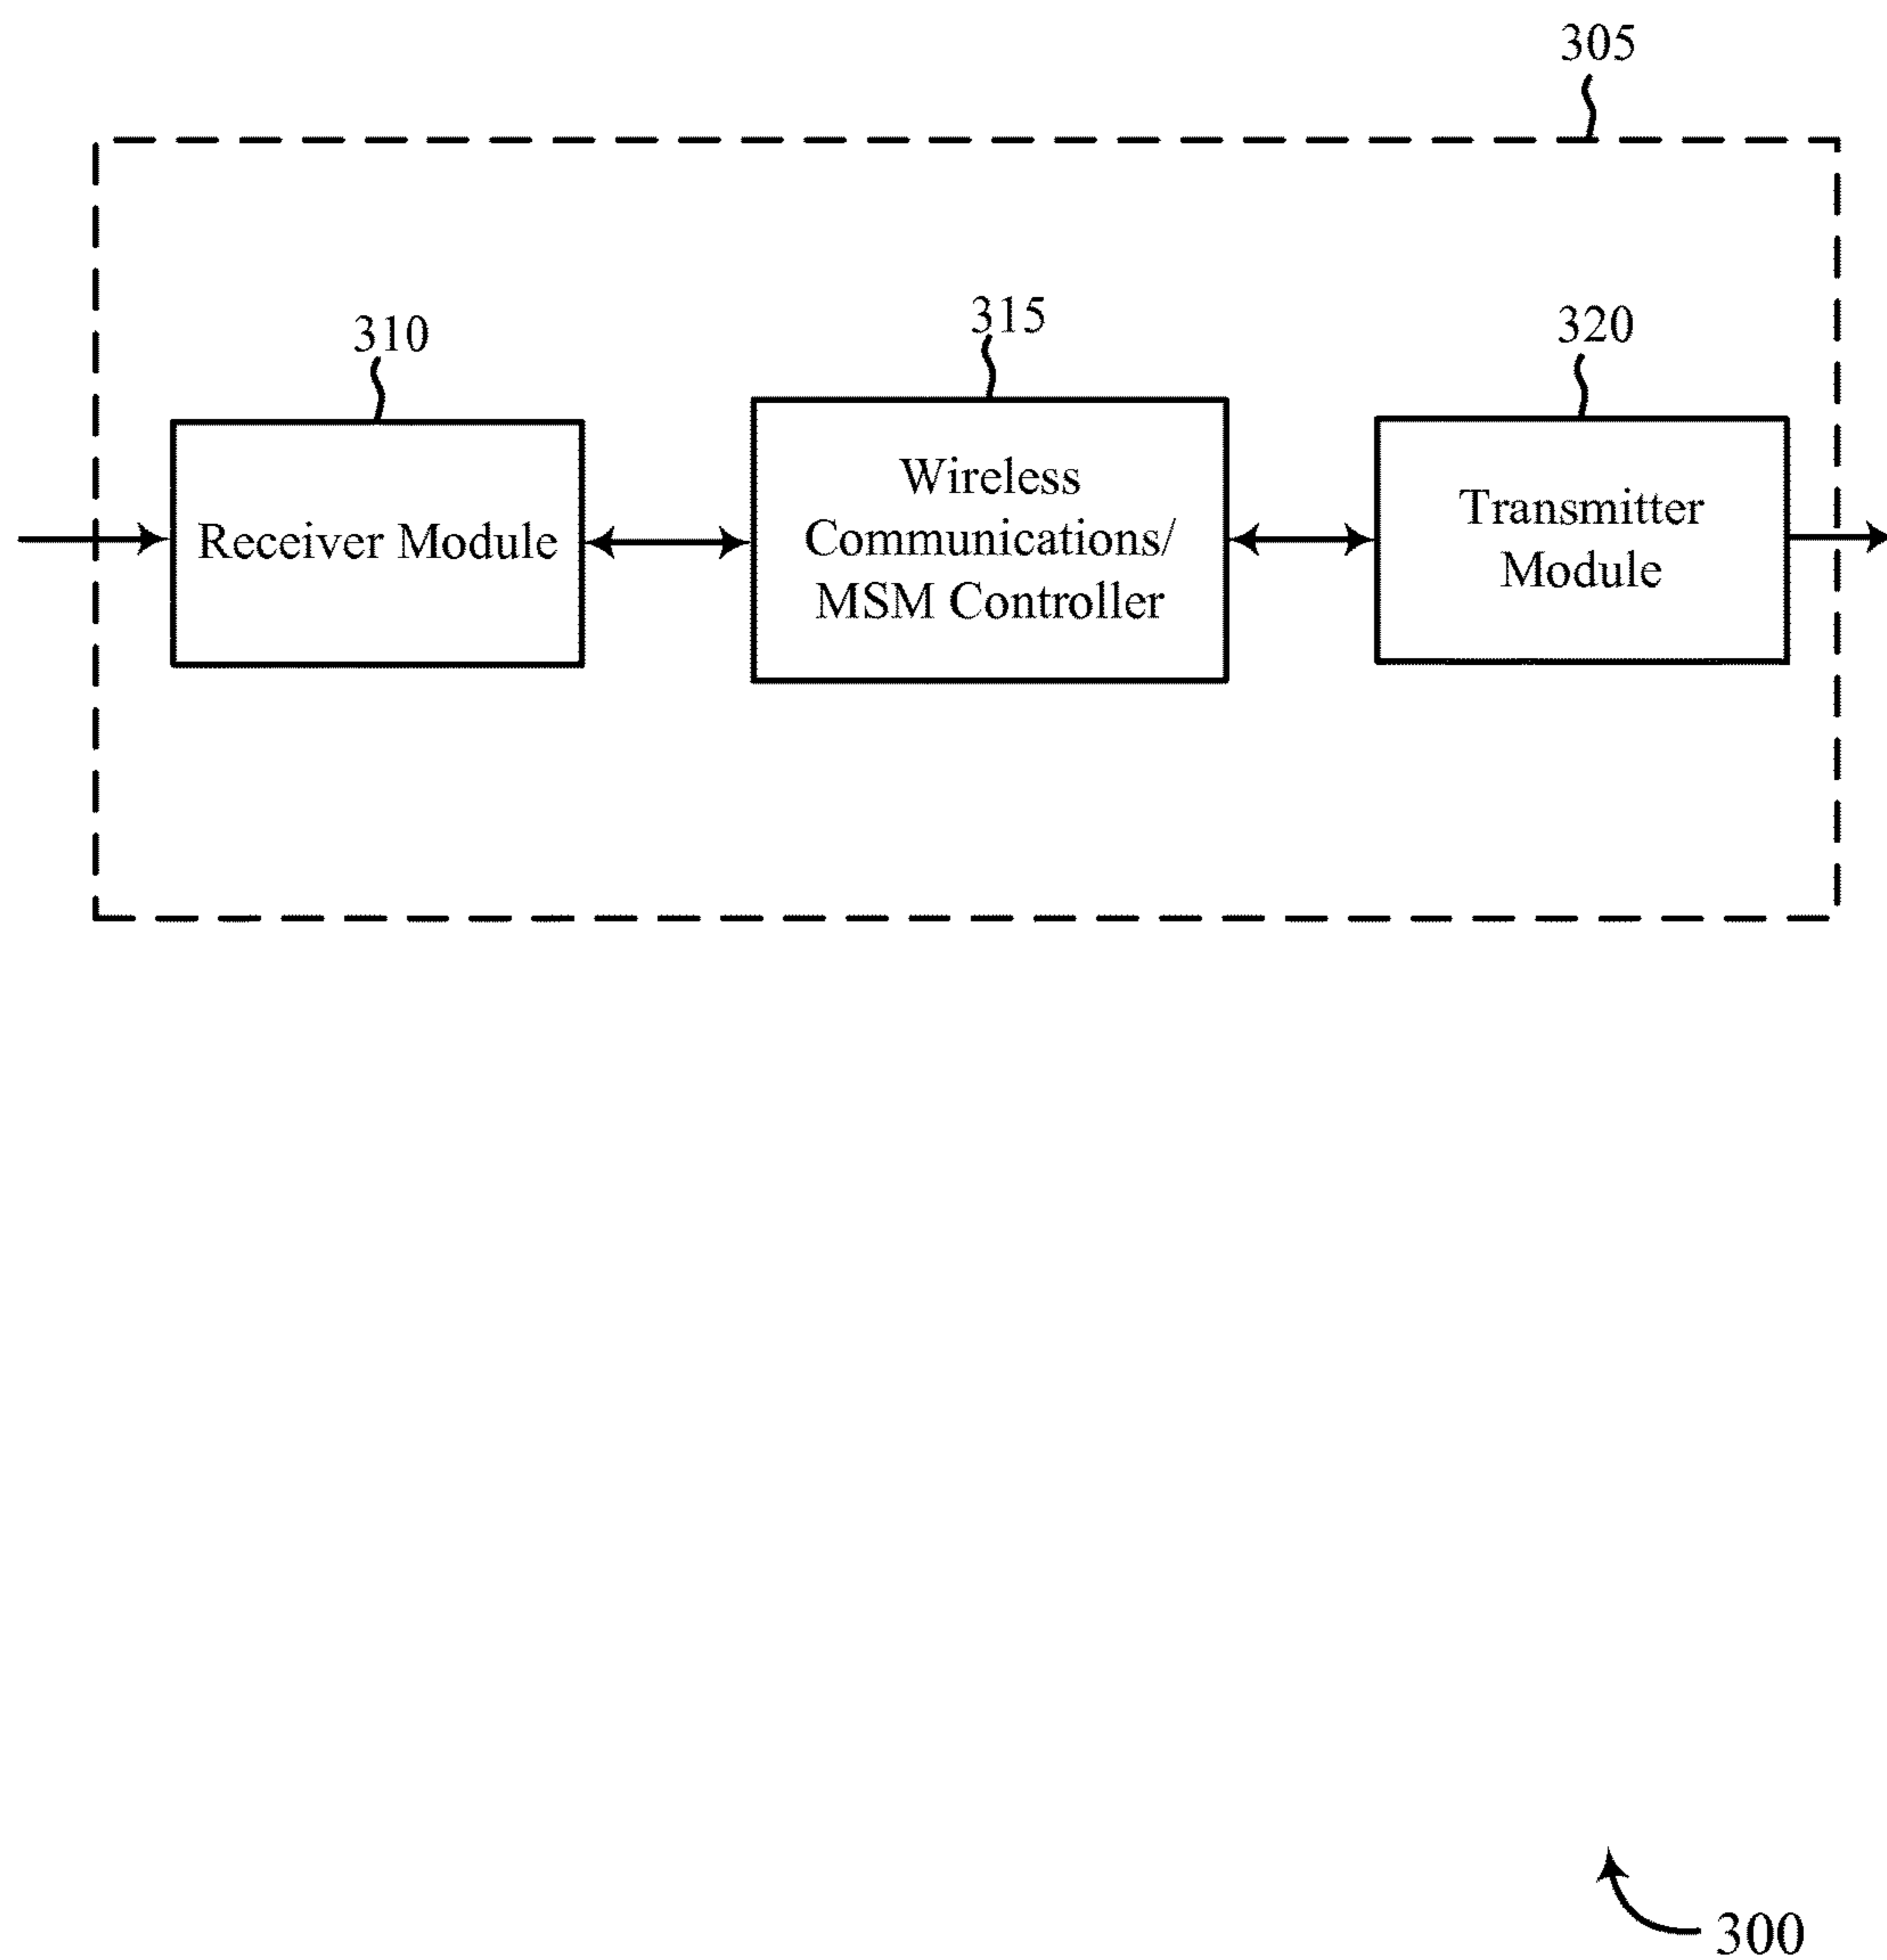 305
310
315
320
Receiver Module
Wireless
Communications/
MSM Controller
Transmitter
Module
300